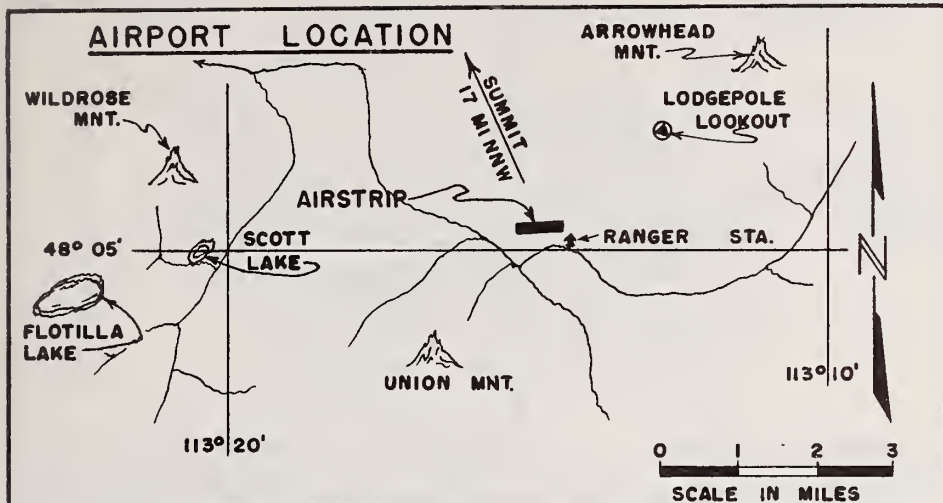 AIRPORT LOCATION
ARROWHEAD
MNT.
WILDROSE
MNT.
SUMMIT
17 MI NNW
LODGEPOLE
LOOKOUT
AIRSTRIP
48° 05'
SCOTT
LAKE
RANGER STA.
N
FLOTILLA
LAKE
UNION MNT.
113° 10'
113° 20'
0 1 2 3
SCALE IN MILES